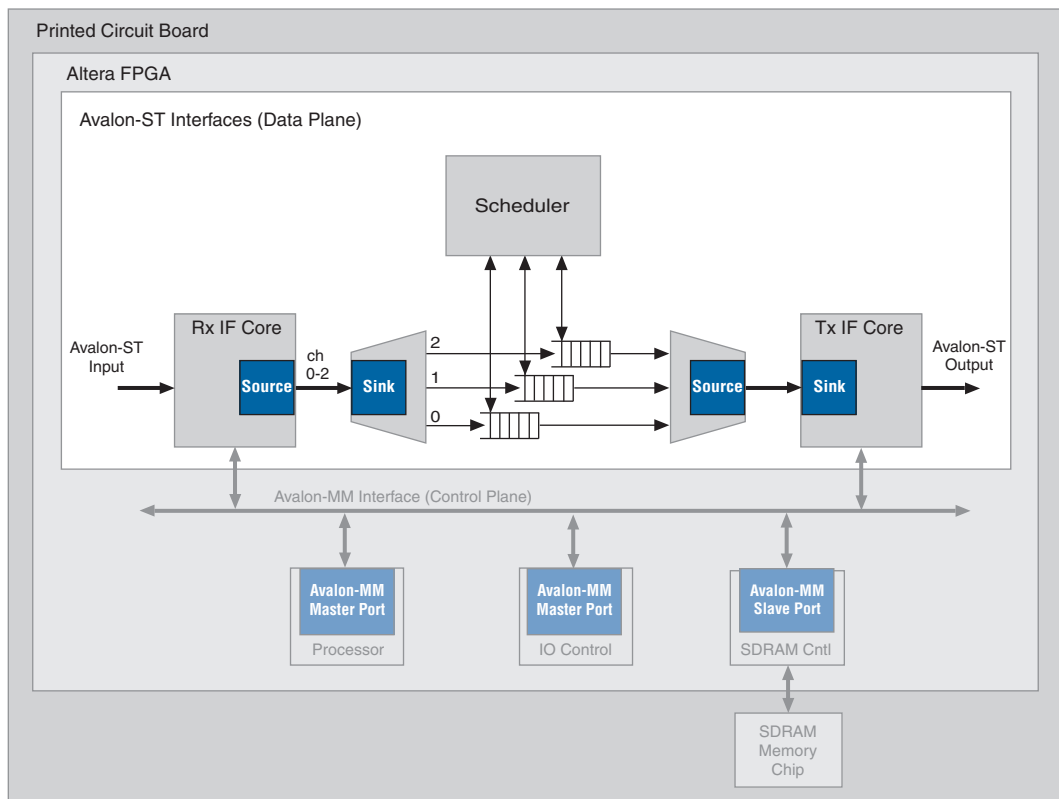 Printed Circuit Board
Altera FPGA
Avalon-ST Interfaces (Data Plane)
Scheduler
Rx IF Core
Tx IF Core
Avalon-ST
Input
ch
0-2
2
1
0
Source
Sink
Source
Sink
Avalon-ST
Output
Avalon-MM Interface (Control Plane)
Avalon-MM
Master Port
Processor
Avalon-MM
Master Port
IO Control
Avalon-MM
Slave Port
SDRAM Cntl
SDRAM
Memory
Chip